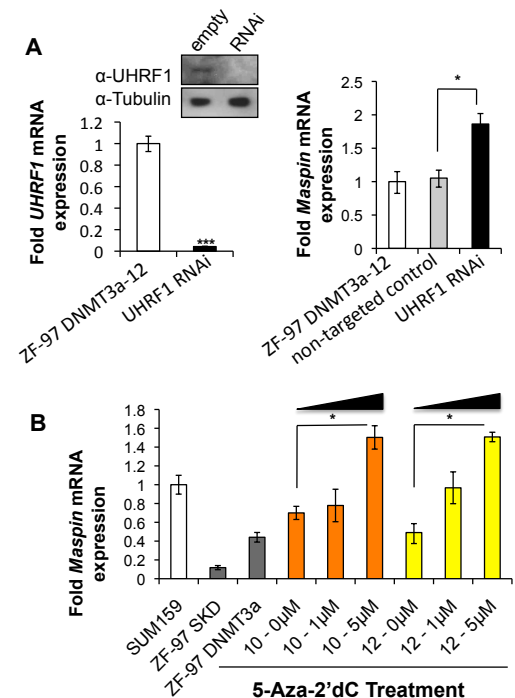 A
empty
RNAi
α-UHRF1
α-Tubulin
Fold UHRF1 mRNA
expression
1.2
1
0.8
0.6
0.4
0.2
0
***
ZF-97 DNMT3a-12
UHRF1 RNAi
Fold Maspin mRNA
expression
2.5
2
1.5
1
0.5
0
*
ZF-97 DNMT3a-12
non-targeted control
UHRF1 RNAi
B
Fold Maspin mRNA
expression
1.8
1.6
1.4
1.2
1
0.8
0.6
0.4
0.2
0
*
*
SUM159
ZF-97 SKD
ZF-97 DNMT3a
10 - 0µM
10 - 1µM
10 - 5µM
12 - 0µM
12 - 1µM
12 - 5µM
5-Aza-2'dC Treatment